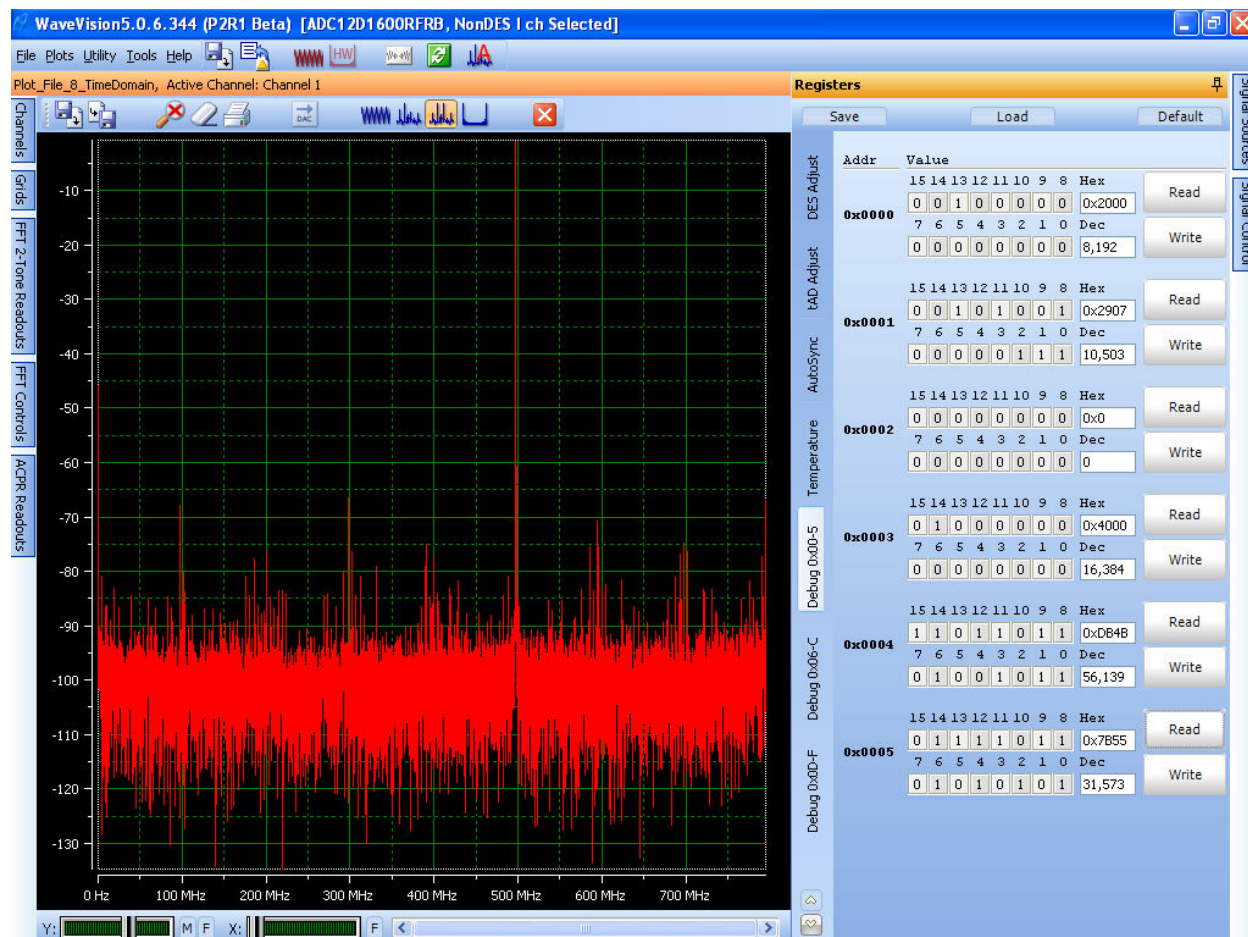 WaveVision5.0.6.344 (P2R1 Beta) [ADC12D1600RFRB, NonDES I ch Selected]
File Plots Utility Tools Help HW
Plot_File_8_TimeDomain, Active Channel: Channel 1
Channels
Grids
FFT 2-Tone Readouts
FFT Controls
ACPR Readouts
DAC
-10
-20
-30
-40
-50
-60
-70
-80
-90
-100
-110
-120
-130
0 Hz 100 MHz 200 MHz 300 MHz 400 MHz 500 MHz 600 MHz 700 MHz
Y: M F X: F
Registers
Save Load Default
DES Adjust
tAD Adjust
AutoSync
Temperature
Debug 0x00-5
Debug 0x06-C
Debug 0x0D-F
Addr Value
15 14 13 12 11 10 9 8 Hex
0 0 1 0 0 0 0 0 0x2000 Read
0x0000
7 6 5 4 3 2 1 0 Dec
0 0 0 0 0 0 0 0 8,192 Write
15 14 13 12 11 10 9 8 Hex
0 0 1 0 1 0 0 1 0x2907 Read
0x0001
7 6 5 4 3 2 1 0 Dec
0 0 0 0 0 1 1 1 10,503 Write
15 14 13 12 11 10 9 8 Hex
0 0 0 0 0 0 0 0 0x0 Read
0x0002
7 6 5 4 3 2 1 0 Dec
0 0 0 0 0 0 0 0 0 Write
15 14 13 12 11 10 9 8 Hex
0 1 0 0 0 0 0 0 0x4000 Read
0x0003
7 6 5 4 3 2 1 0 Dec
0 0 0 0 0 0 0 0 16,384 Write
15 14 13 12 11 10 9 8 Hex
1 1 0 1 1 0 1 1 0xDB4B Read
0x0004
7 6 5 4 3 2 1 0 Dec
0 1 0 0 1 0 1 1 56,139 Write
15 14 13 12 11 10 9 8 Hex
0 1 1 1 1 0 1 1 0x7B55 Read
0x0005
7 6 5 4 3 2 1 0 Dec
0 1 0 1 0 1 0 1 31,573 Write
Signal Sources
Signal Control